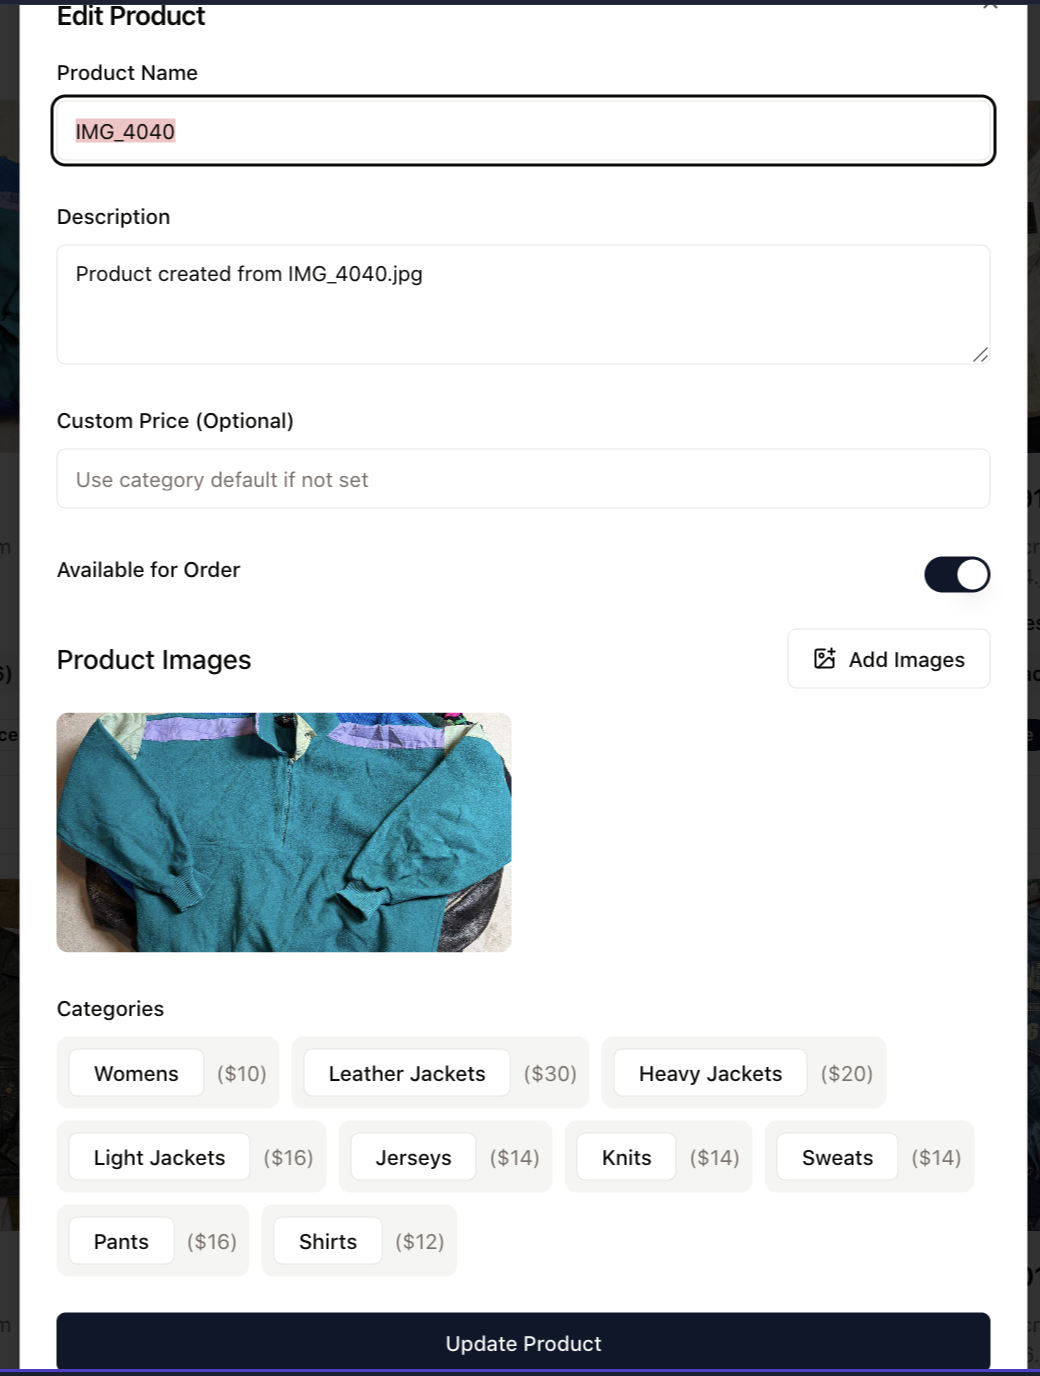 Edit Product
Product Name
IMG_4040
Description
Product created from IMG_4040.jpg
Custom Price (Optional)
Use category default if not set
Available for Order
Product Images
Add Images
Categories
Womens ($10) Leather Jackets ($30) Heavy Jackets ($20)
Light Jackets ($16) Jerseys ($14) Knits ($14) Sweats ($14)
Pants ($16) Shirts ($12)
Update Product